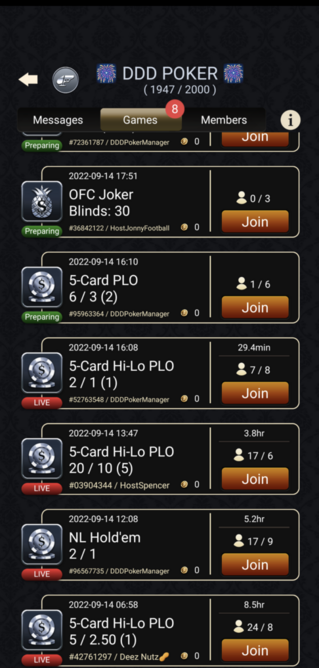 DDD POKER
( 1947 / 2000 )
8
Messages Games Members i
Preparing #72361787 / DDDPokerManager 0 Join
2022-09-14 17:51
OFC Joker
Blinds: 30
0 / 3
Join
Preparing #36842122 / HostJonnyFootball 0
2022-09-14 16:10
5-Card PLO
6 / 3 (2)
1 / 6
Join
Preparing #95963364 / DDDPokerManager 0
2022-09-14 16:08 29.4min
5-Card Hi-Lo PLO
2 / 1 (1)
7 / 8
Join
LIVE #52763548 / DDDPokerManager 0
2022-09-14 13:47 3.8hr
5-Card Hi-Lo PLO
20 / 10 (5)
17 / 6
Join
LIVE #03904344 / HostSpencer 0
2022-09-14 12:08 5.2hr
NL Hold'em
2 / 1
17 / 9
Join
LIVE #96567735 / DDDPokerManager 0
2022-09-14 06:58 8.5hr
5-Card Hi-Lo PLO
5 / 2.50 (1)
24 / 8
Join
LIVE #42761297 / Deez Nutz🥜 0